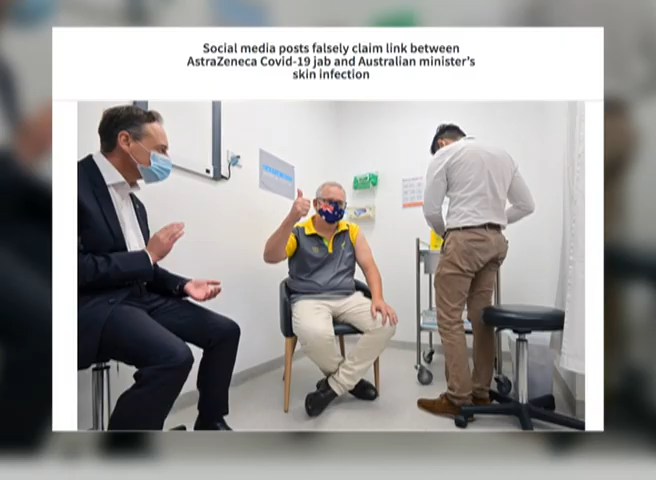 Social media posts falsely claim link between
AstraZeneca Covid-19 jab and Australian minister's
skin infection